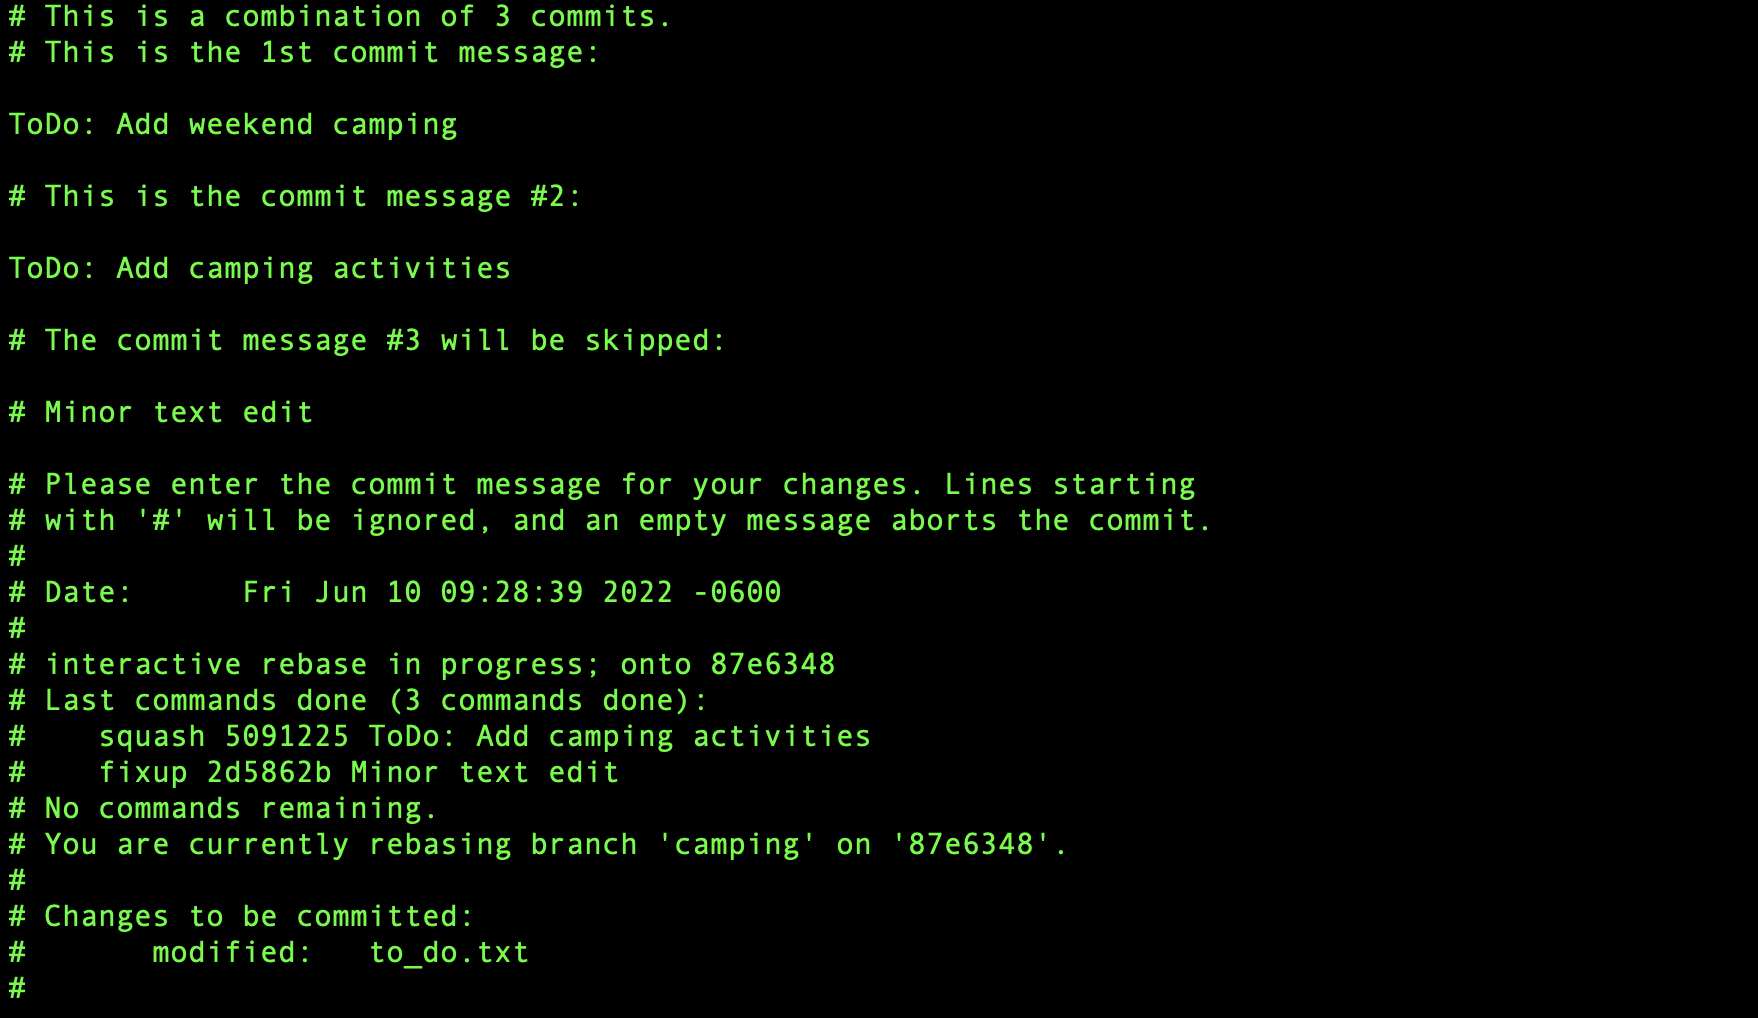 # This is a combination of 3 commits.
# This is the 1st commit message:
ToDo: Add weekend camping
# This is the commit message #2:
ToDo: Add camping activities
# The commit message #3 will be skipped:
# Minor text edit
# Please enter the commit message for your changes. Lines starting
# with '#' will be ignored, and an empty message aborts the commit.
#
# Date:      Fri Jun 10 09:28:39 2022 -0600
#
# interactive rebase in progress; onto 87e6348
# Last commands done (3 commands done):
#    squash 5091225 ToDo: Add camping activities
#    fixup 2d5862b Minor text edit
# No commands remaining.
# You are currently rebasing branch 'camping' on '87e6348'.
#
# Changes to be committed:
#       modified:   to_do.txt
#